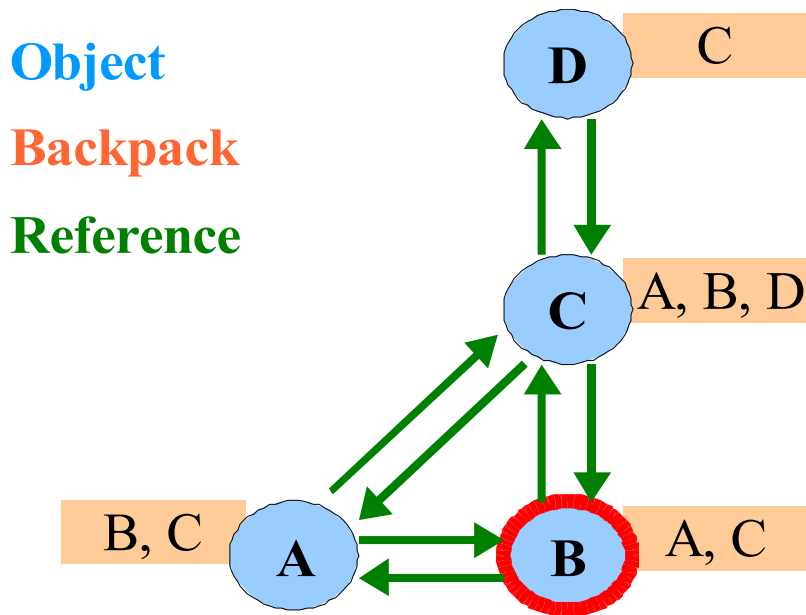 Object
Backpack
Reference
D
C
C
A, B, D
B, C
A
B
A, C